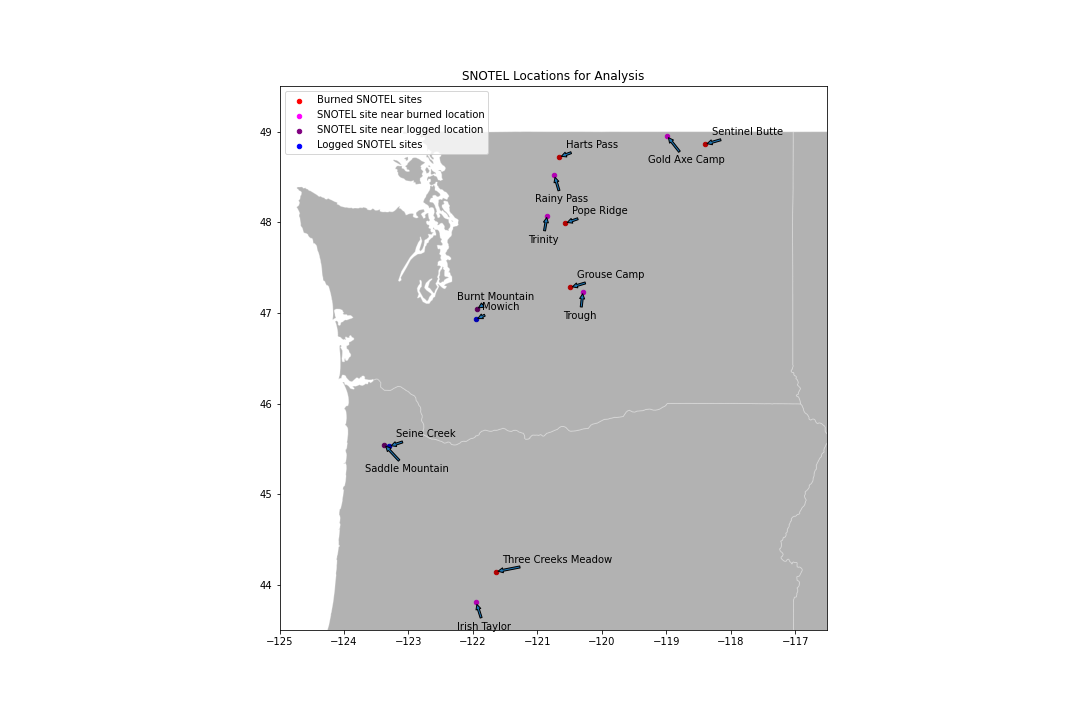 SNOTEL Locations for Analysis
Burned SNOTEL sites
SNOTEL site near burned location
SNOTEL site near logged location
Logged SNOTEL sites
49
48
47
46
45
44
Sentinel Butte
Harts Pass
Gold Axe Camp
Rainy Pass
Pope Ridge
Trinity
Grouse Camp
Burnt Mountain
Mowich
Trough
Seine Creek
Saddle Mountain
Three Creeks Meadow
Irish Taylor
−125 −124 −123 −122 −121 −120 −119 −118 −117